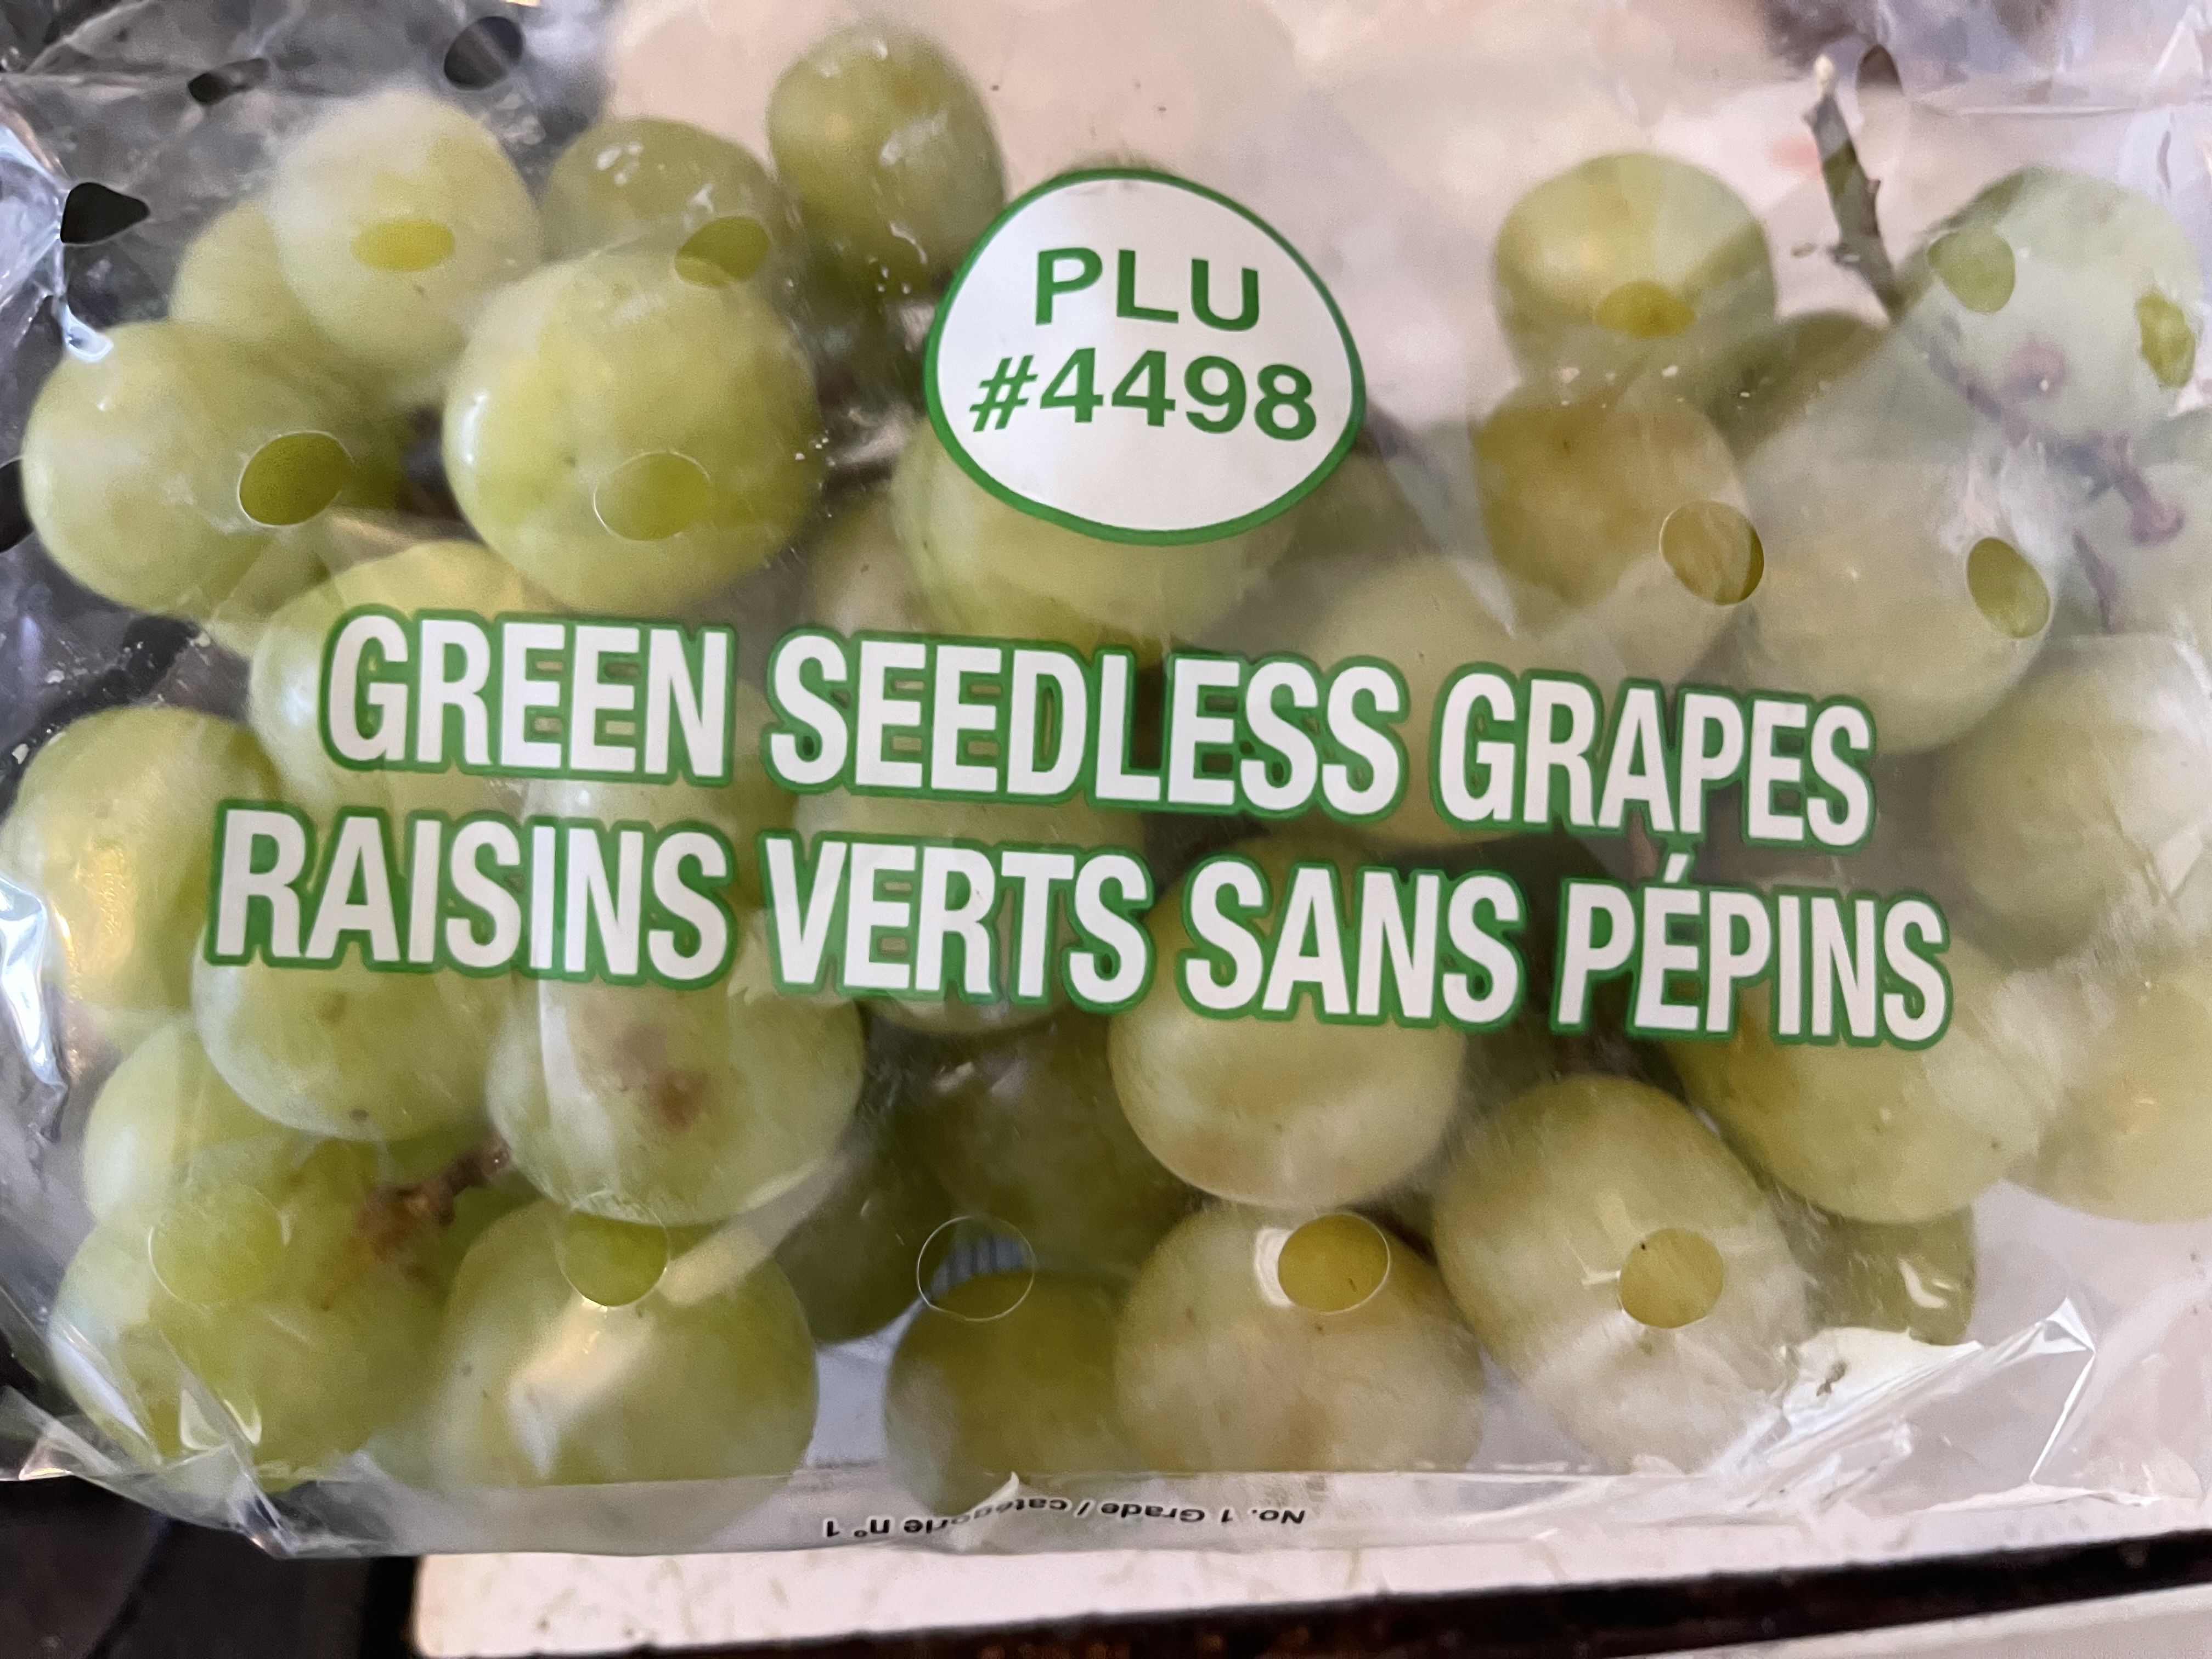 PLU
#4498
GREEN SEEDLESS GRAPES
RAISINS VERTS SANS PÉPINS
No. 1 Grade / catégorie n° 1